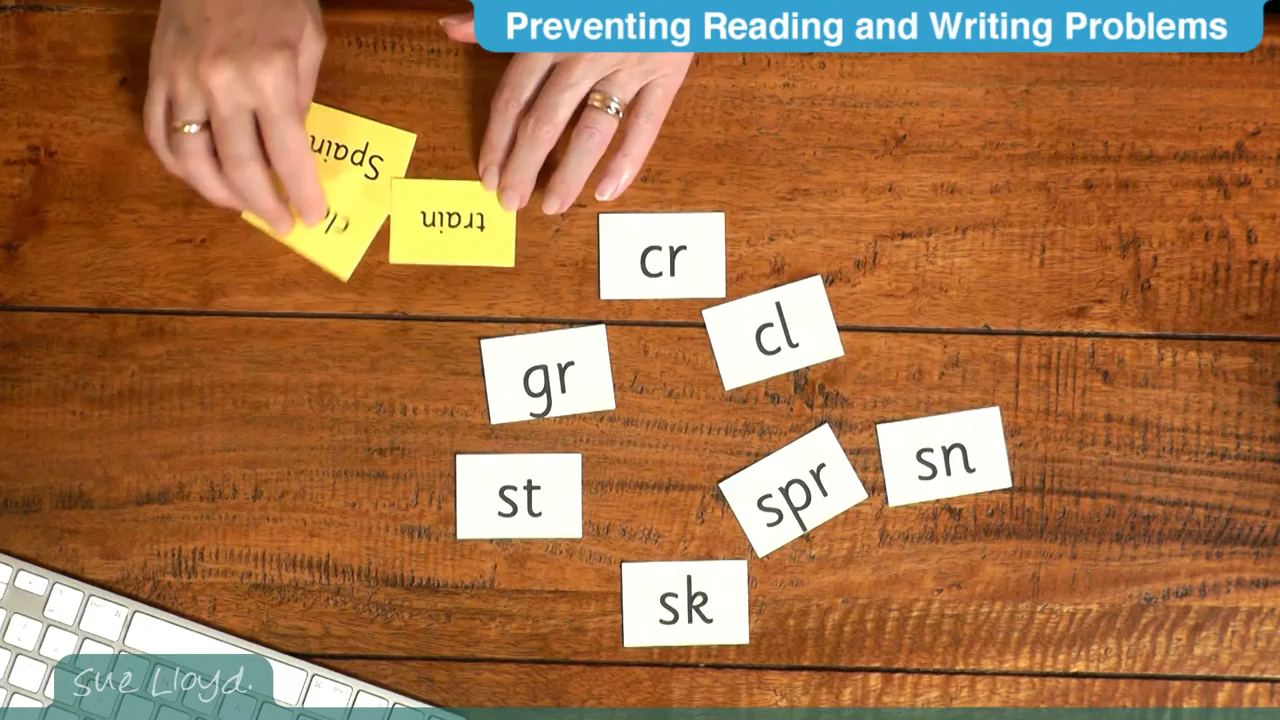 Preventing Reading and Writing Problems
Spain
train
cr
cl
gr
sn
spr
st
sk
Sue Lloyd.